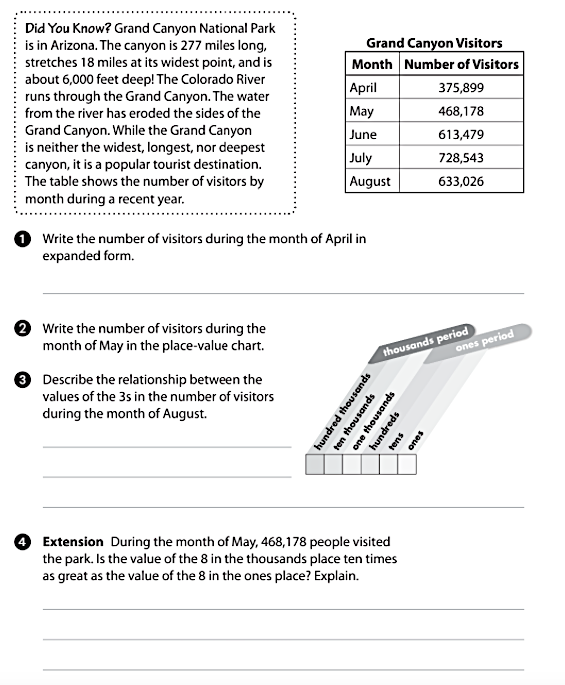 Did You Know? Grand Canyon National Park
is in Arizona. The canyon is 277 miles long,
stretches 18 miles at its widest point, and is
about 6,000 feet deep! The Colorado River
runs through the Grand Canyon. The water
from the river has eroded the sides of the
Grand Canyon. While the Grand Canyon
is neither the widest, longest, nor deepest
canyon, it is a popular tourist destination.
The table shows the number of visitors by
month during a recent year.
Grand Canyon Visitors
Month Number of Visitors
April 375,899
May 468,178
June 613,479
July 728,543
August 633,026
1 Write the number of visitors during the month of April in
expanded form.
2 Write the number of visitors during the
month of May in the place-value chart.
3 Describe the relationship between the
values of the 3s in the number of visitors
during the month of August.
thousands period
ones period
hundred thousands
ten thousands
one thousands
hundreds
tens
ones
4 Extension During the month of May, 468,178 people visited
the park. Is the value of the 8 in the thousands place ten times
as great as the value of the 8 in the ones place? Explain.